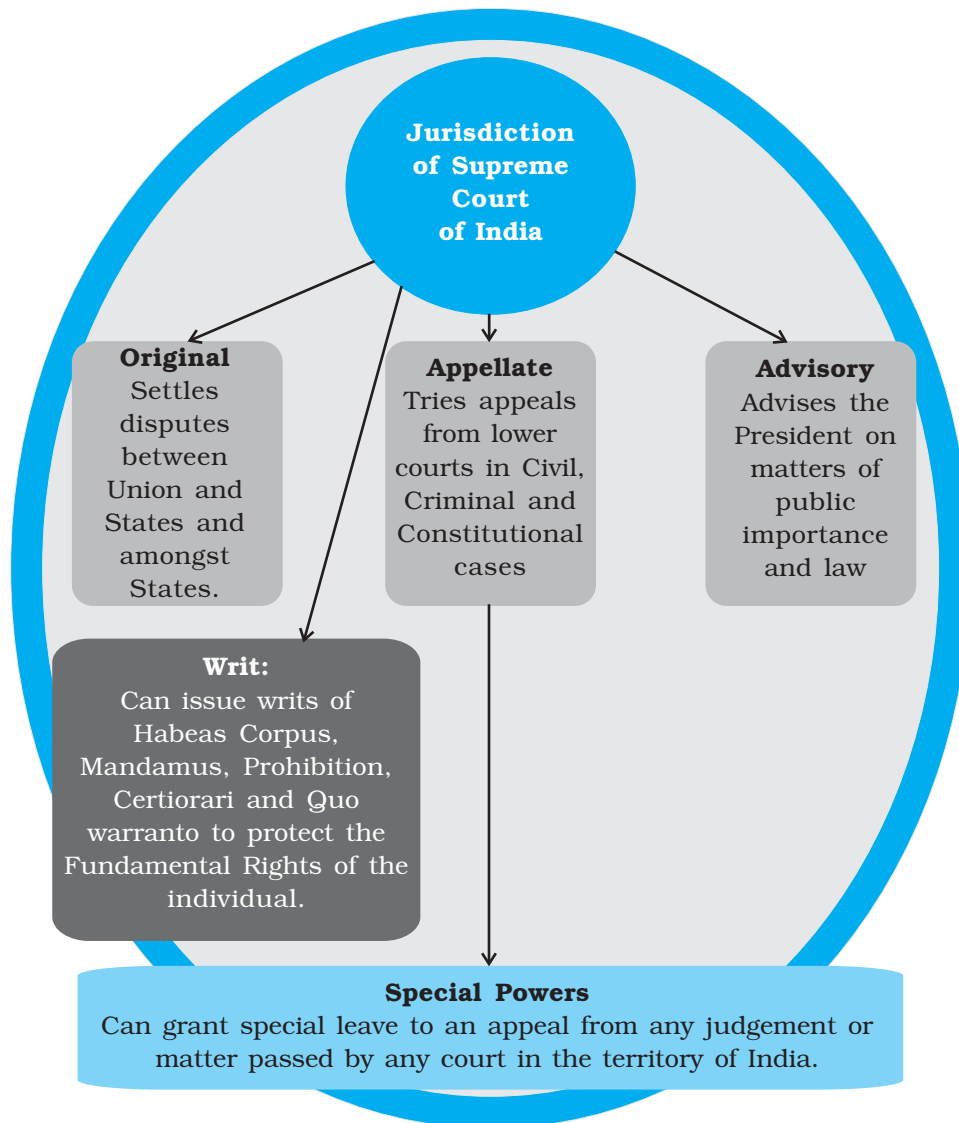 Jurisdiction
of Supreme
Court
of India
Original
Settles
disputes
between
Union and
States and
amongst
States.
Appellate
Tries appeals
from lower
courts in Civil,
Criminal and
Constitutional
cases
Advisory
Advises the
President on
matters of
public
importance
and law
Writ:
Can issue writs of
Habeas Corpus,
Mandamus, Prohibition,
Certiorari and Quo
warranto to protect the
Fundamental Rights of the
individual.
Special Powers
Can grant special leave to an appeal from any judgement or
matter passed by any court in the territory of India.